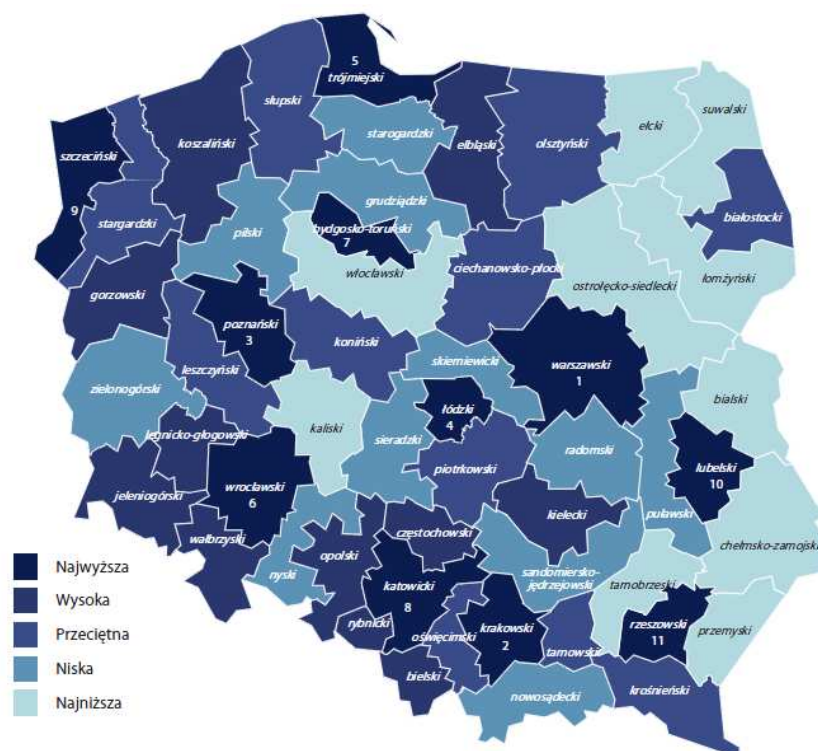 5
trójmiejski
słupski
ełcki
suwalski
koszaliński
starogardzki
elbląski
olsztyński
szczeciński
9
grudziądzki
białostocki
stargardzki
pilski
bydgosko-toruński
7
włocławski
ciechanowsko-płocki
ostrołęcko-siedlecki
łomżyński
gorzowski
poznański
3
koniński
skierniewicki
warszawski
1
leszczyński
zielonogórski
łódzki
4
bialski
kaliski
sieradzki
legnicko-głogowski
radomski
lubelski
10
piotrkowski
wrocławski
6
jeleniogórski
kielecki
puławski
częstochowski
wałbrzyski
chełmsko-zamojski
opolski
nyski
sandomiersko-
jędrzejowski
tarnobrzeski
katowicki
8
rybnicki
oświęcimski
krakowski
2
rzeszowski
11
przemyski
tarnowski
bielski
nowosądecki
krośnieński
Najwyższa
Wysoka
Przeciętna
Niska
Najniższa